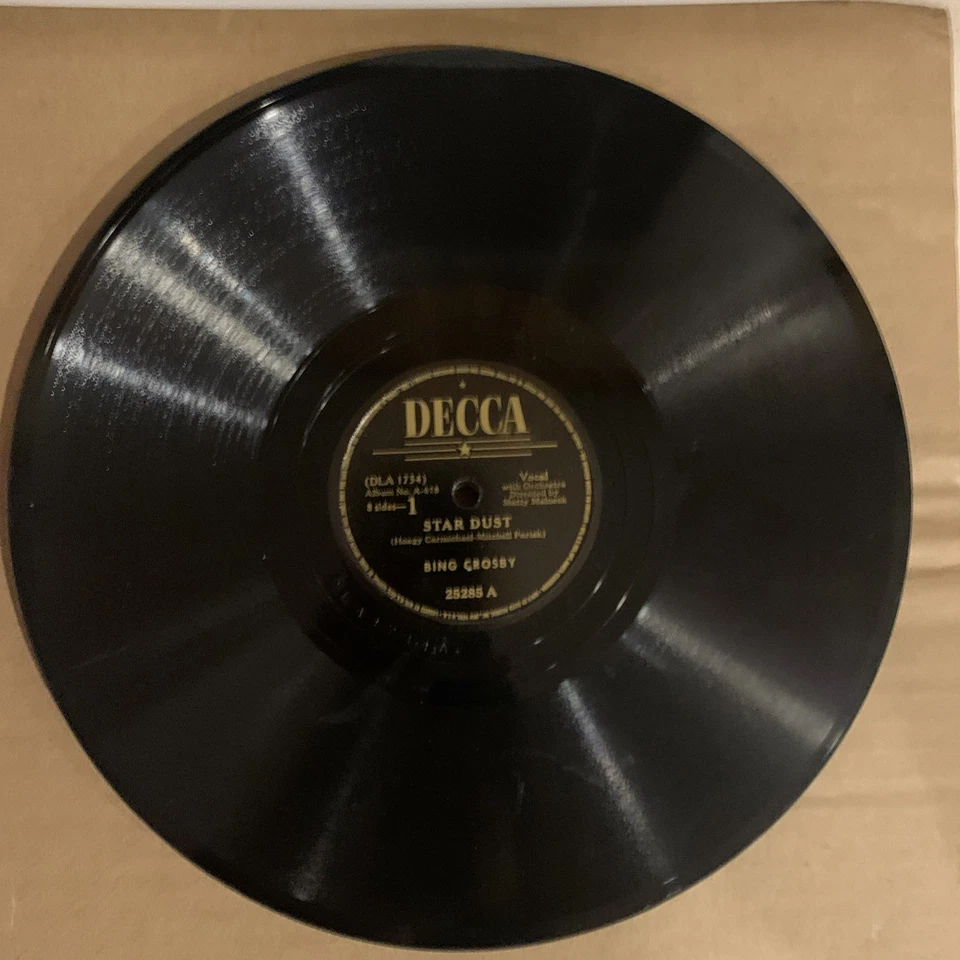 DECCA
(DLA 1734)
Album No. A-618
8 sides—1
Vocal
with Orchestra
Directed by
Matty Malneck
STAR DUST
(Hoagy Carmichael-Mitchell Parish)
BING CROSBY
25285 A